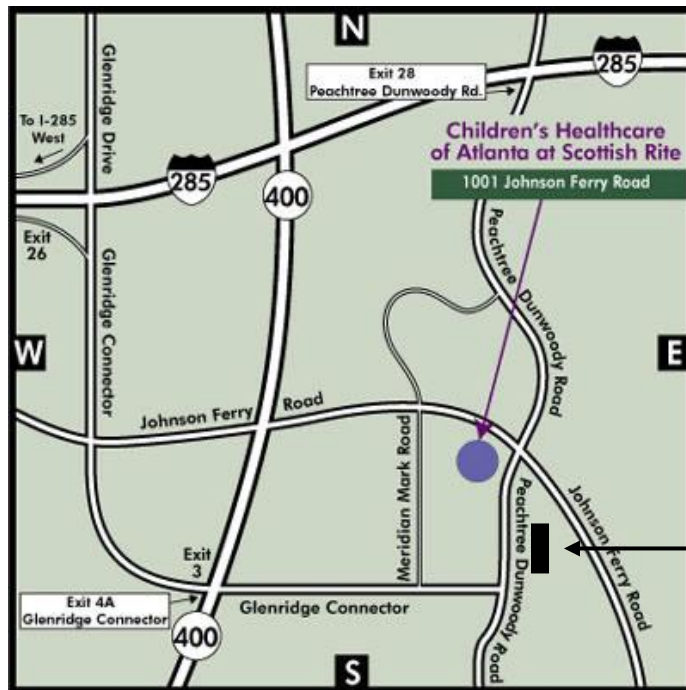 N
Exit 28
Peachtree Dunwoody Rd.
285
Glenridge Drive
To I-285
West
Children's Healthcare
of Atlanta at Scottish Rite
1001 Johnson Ferry Road
285
400
Exit
26
Glenridge Connector
Peachtree Dunwoody Road
W
E
Johnson Ferry Road
Meridian Mark Road
Peachtree Dunwoody Road
Johnson Ferry Road
Exit
3
Exit 4A
Glenridge Connector
Glenridge Connector
400
S